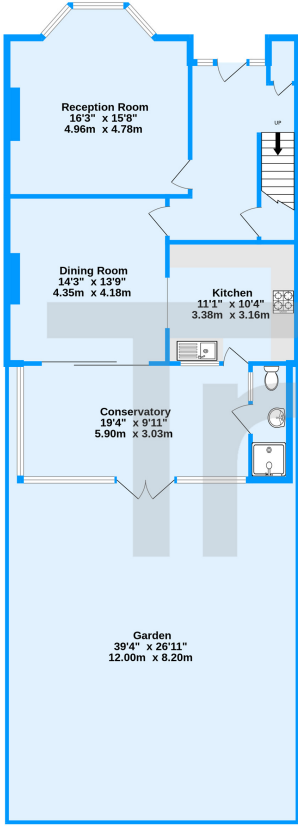 Reception Room
16'3" x 15'8"
4.96m x 4.78m
UP
Dining Room
14'3" x 13'9"
4.35m x 4.18m
Kitchen
11'1" x 10'4"
3.38m x 3.16m
Conservatory
19'4" x 9'11"
5.90m x 3.03m
Garden
39'4" x 26'11"
12.00m x 8.20m
Tr